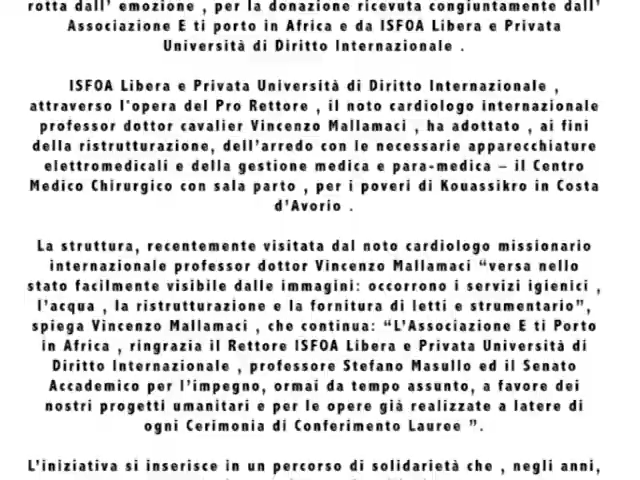 rotta dall' emozione , per la donazione ricevuta congiuntamente dall'
Associazione E ti porto in Africa e da ISFOA Libera e Privata
Università di Diritto Internazionale .
ISFOA Libera e Privata Università di Diritto Internazionale ,
attraverso l'opera del Pro Rettore , il noto cardiologo internazionale
professor dottor cavalier Vincenzo Mallamaci , ha adottato , ai fini
della ristrutturazione, dell'arredo con le necessarie apparecchiature
elettromedicali e della gestione medica e para-medica – il Centro
Medico Chirurgico con sala parto , per i poveri di Kouassikro in Costa
d'Avorio .
La struttura, recentemente visitata dal noto cardiologo missionario
internazionale professor dottor Vincenzo Mallamaci “versa nello
stato facilmente visibile dalle immagini: occorrono i servizi igienici ,
l'acqua , la ristrutturazione e la fornitura di letti e strumentario”,
spiega Vincenzo Mallamaci , che continua: “L'Associazione E ti Porto
in Africa , ringrazia il Rettore ISFOA Libera e Privata Università di
Diritto Internazionale , professore Stefano Masullo ed il Senato
Accademico per l'impegno, ormai da tempo assunto, a favore dei
nostri progetti umanitari e per le opere già realizzate a latere di
ogni Cerimonia di Conferimento Lauree ”.
L'iniziativa si inserisce in un percorso di solidarietà che , negli anni,